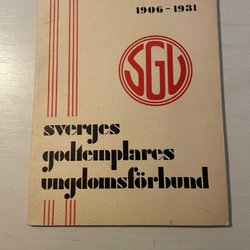 1906-1931
SGU
sverges
godtemplares
ungdomsförbund